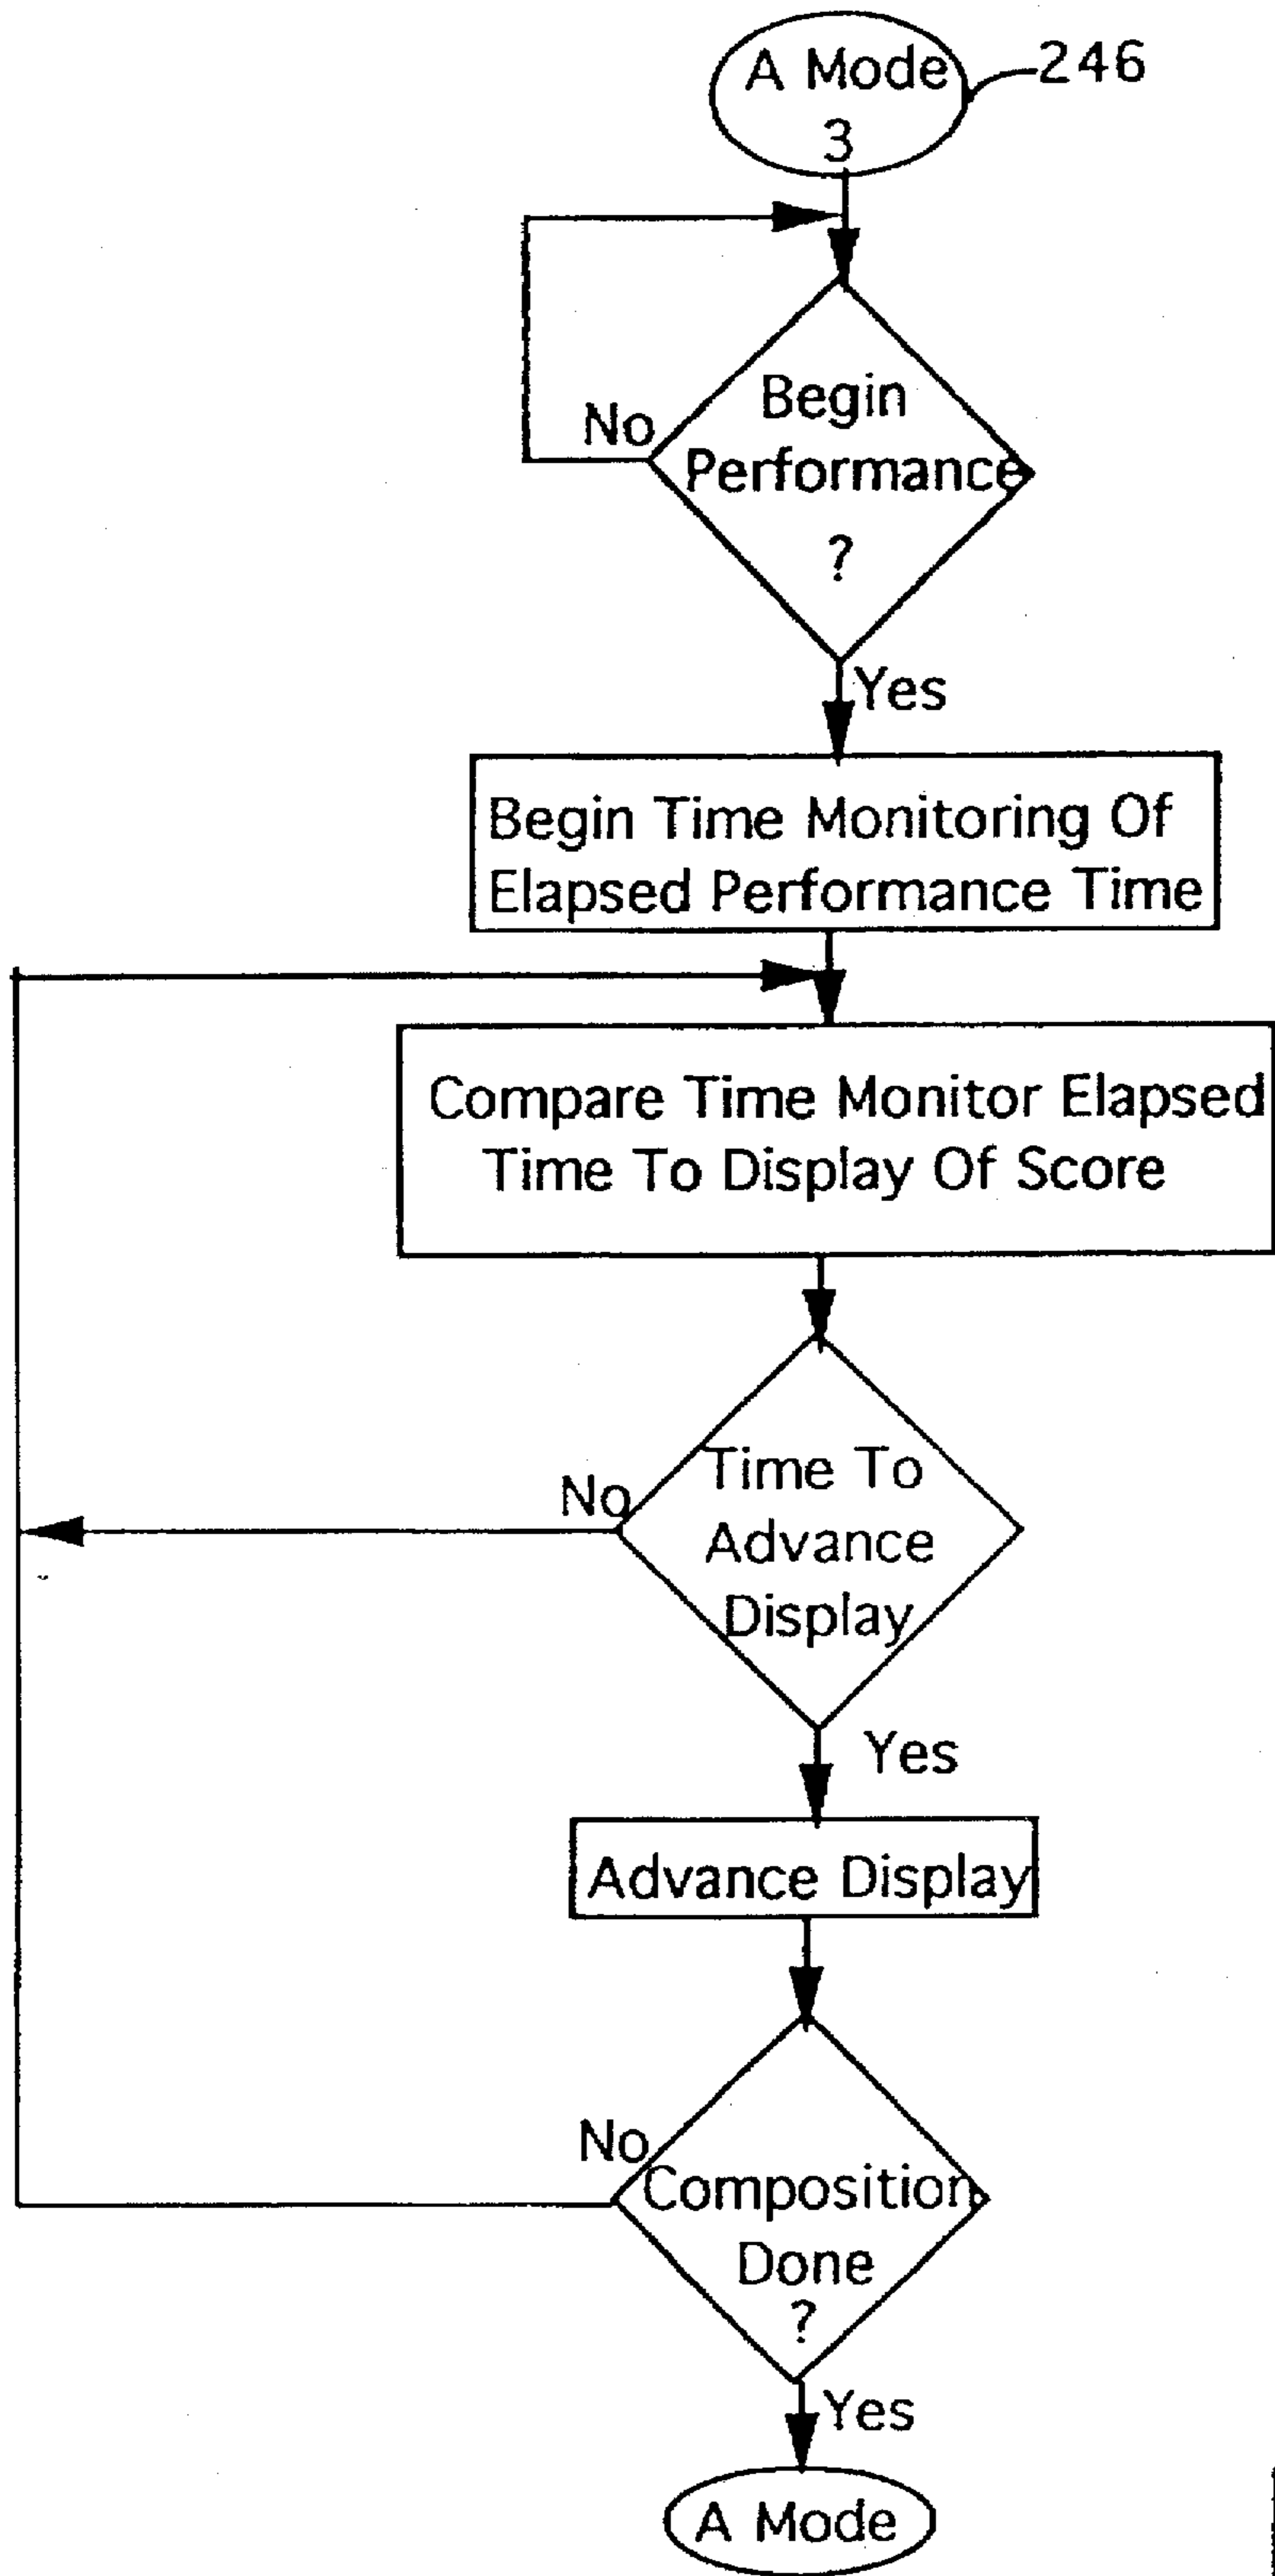 A Mode
3
246
Begin
Performance
?
No
Yes
Begin Time Monitoring Of
Elapsed Performance Time
Compare Time Monitor Elapsed
Time To Display Of Score
Time To
Advance
Display
No
Yes
Advance Display
No
Composition
Done
?
Yes
A Mode